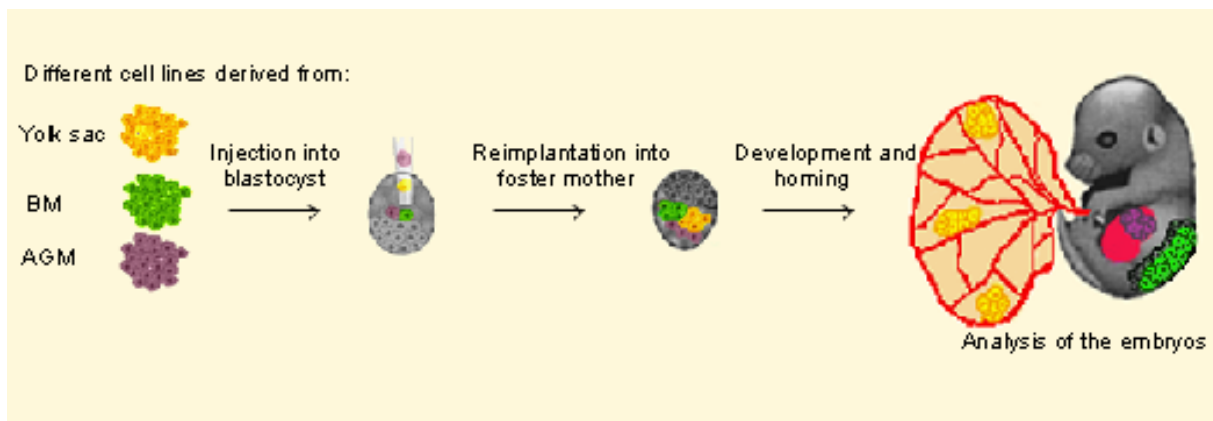 Different cell lines derived from:
Yolk sac
BM
AGM
Injection into
blastocyst
Reimplantation into
foster mother
Development and
homing
Analysis of the embryos